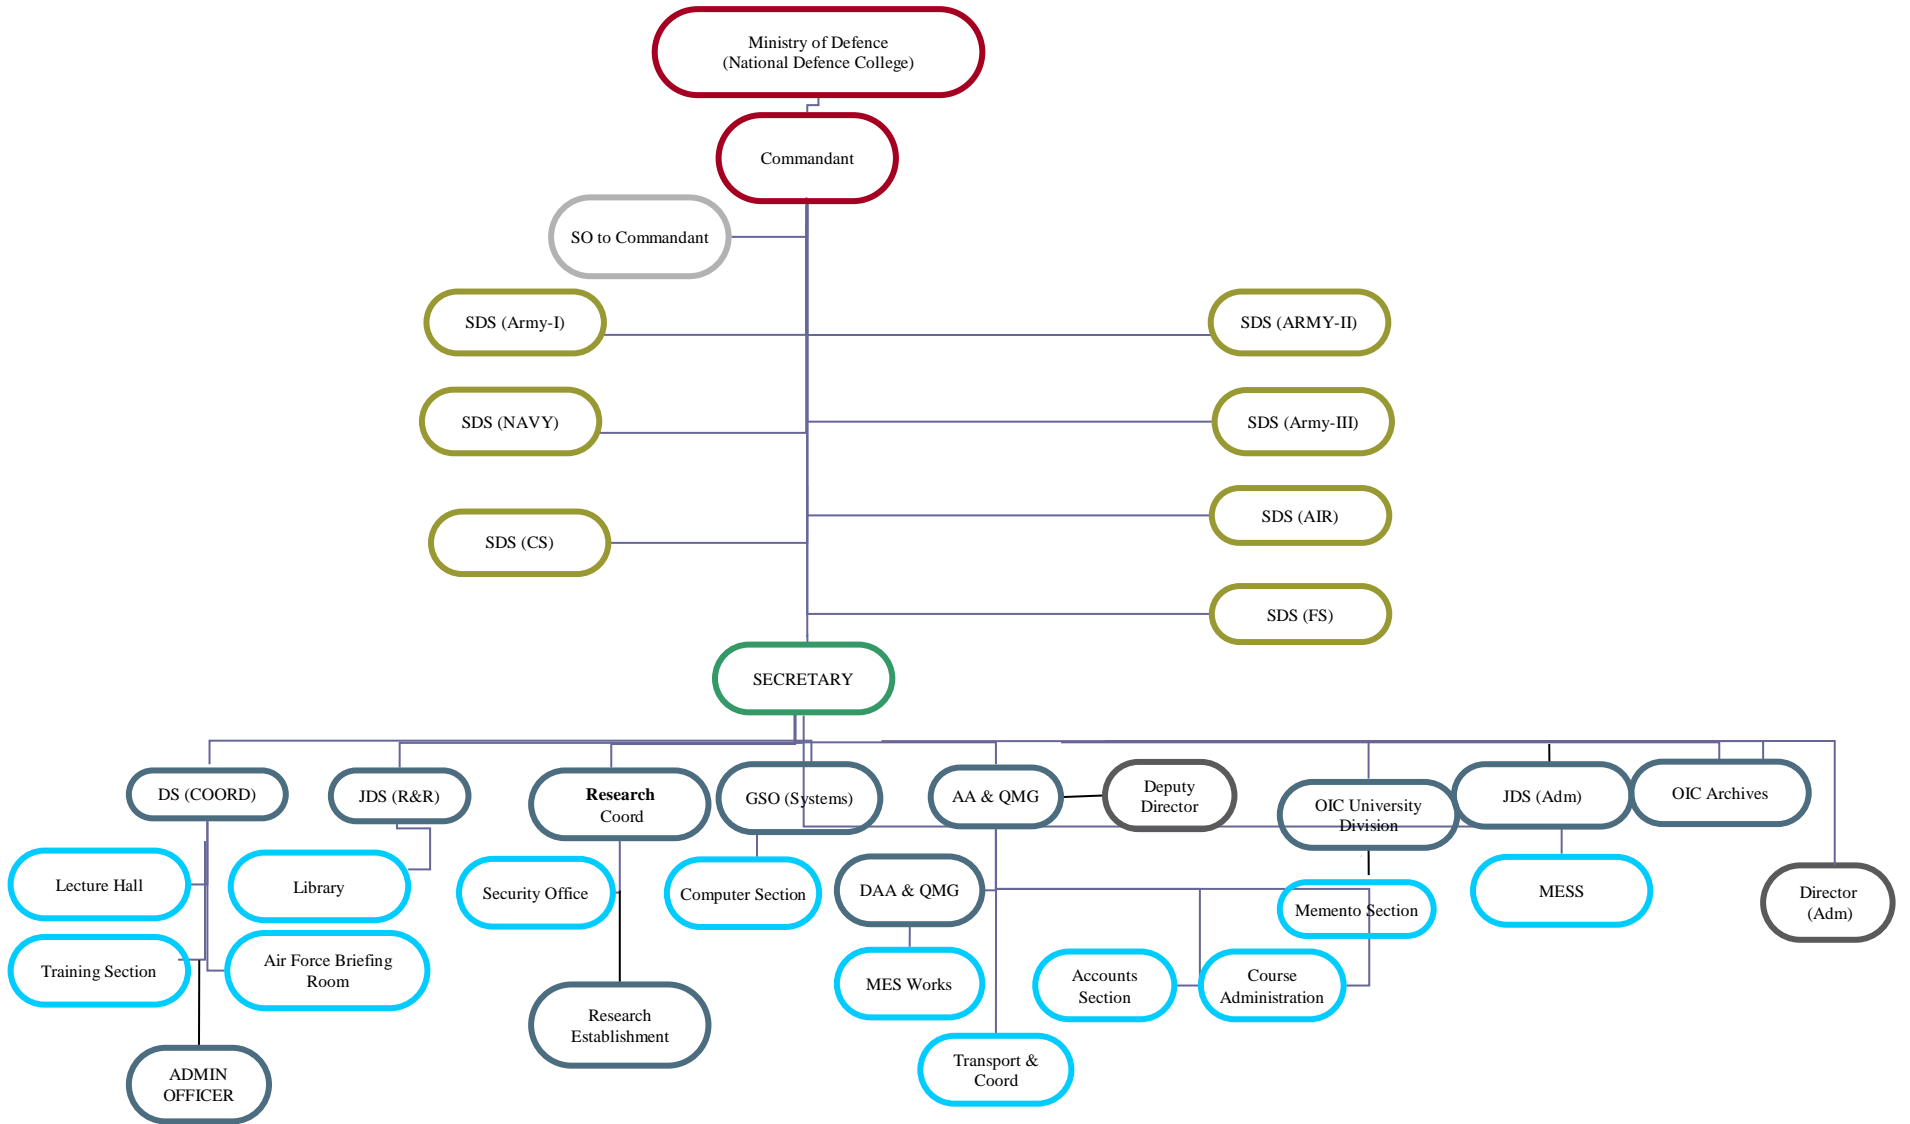 Ministry of Defence
(National Defence College)
Commandant
SO to Commandant
SDS (Army-I)
SDS (ARMY-II)
SDS (NAVY)
SDS (Army-III)
SDS (AIR)
SDS (CS)
SDS (FS)
SECRETARY
DS (COORD)
JDS (R&R)
Research
Coord
GSO (Systems)
AA & QMG
Deputy
Director
OIC University
Division
JDS (Adm)
OIC Archives
Lecture Hall
Library
Security Office
Computer Section
DAA & QMG
Memento Section
MESS
Director
(Adm)
Training Section
Air Force Briefing
Room
MES Works
Accounts
Section
Course
Administration
Research
Establishment
Transport &
Coord
ADMIN
OFFICER